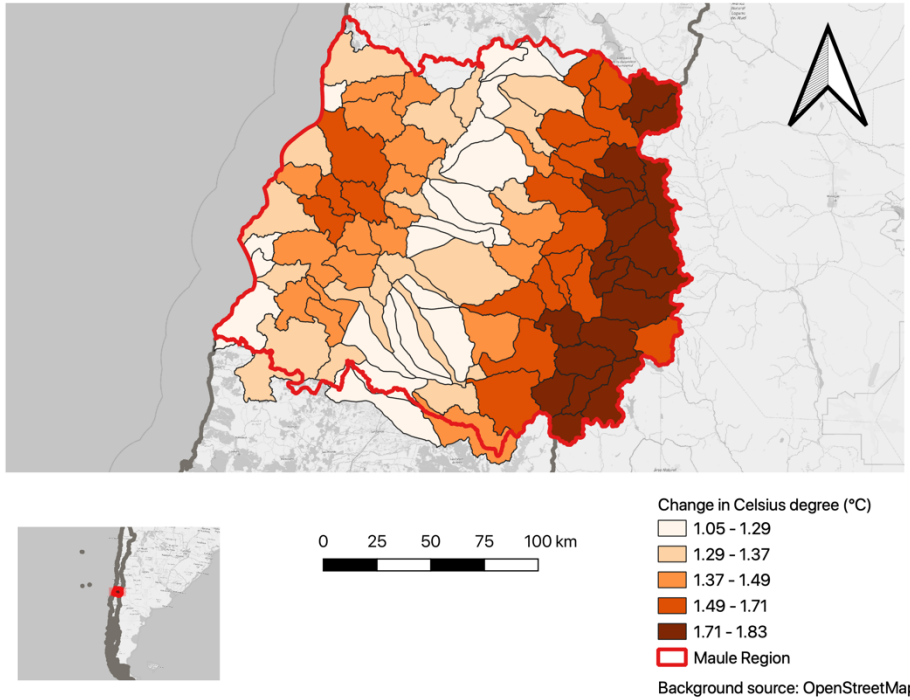 0 25 50 75 100 km
Change in Celsius degree (°C)
1.05 - 1.29
1.29 - 1.37
1.37 - 1.49
1.49 - 1.71
1.71 - 1.83
Maule Region
Background source: OpenStreetMap